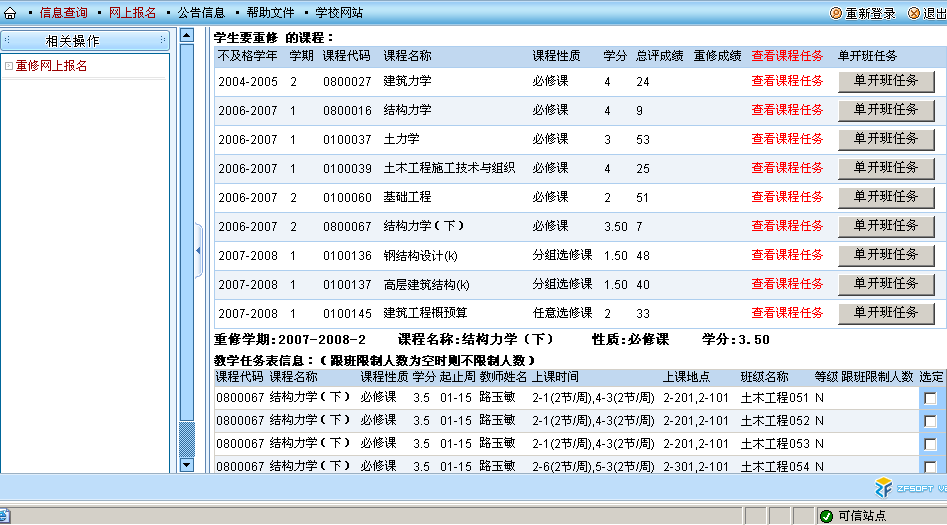 · 信息查询 · 网上报名 · 公告信息 · 帮助文件 · 学校网站 重新登录 退出
相关操作
重修网上报名
学生要重修 的课程：
不及格学年 学期 课程代码 课程名称 课程性质 学分 总评成绩 重修成绩 查看课程任务 单开班任务
2004-2005 2 0800027 建筑力学 必修课 4 24 查看课程任务 单开班任务
2006-2007 1 0800016 结构力学 必修课 4 9 查看课程任务 单开班任务
2006-2007 1 0100037 土力学 必修课 3 53 查看课程任务 单开班任务
2006-2007 1 0100039 土木工程施工技术与组织 必修课 4 25 查看课程任务 单开班任务
2006-2007 2 0100060 基础工程 必修课 2 51 查看课程任务 单开班任务
2006-2007 2 0800067 结构力学（下） 必修课 3.50 7 查看课程任务 单开班任务
2007-2008 1 0100136 钢结构设计(k) 分组选修课 1.50 48 查看课程任务 单开班任务
2007-2008 1 0100137 高层建筑结构(k) 分组选修课 1.50 40 查看课程任务 单开班任务
2007-2008 1 0100145 建筑工程概预算 任意选修课 2 33 查看课程任务 单开班任务
重修学期:2007-2008-2 课程名称:结构力学（下） 性质:必修课 学分:3.50
教学任务表信息：（跟班限制人数为空时则不限制人数）
课程代码 课程名称 课程性质 学分 起止周 教师姓名 上课时间 上课地点 班级名称 等级 跟班限制人数 选定
0800067 结构力学（下） 必修课 3.5 01-15 路玉敏 2-1(2节/周),4-3(2节/周) 2-201,2-101 土木工程051 N
0800067 结构力学（下） 必修课 3.5 01-15 路玉敏 2-1(2节/周),4-3(2节/周) 2-201,2-101 土木工程052 N
0800067 结构力学（下） 必修课 3.5 01-15 路玉敏 2-1(2节/周),4-3(2节/周) 2-201,2-101 土木工程053 N
0800067 结构力学（下） 必修课 3.5 01-15 路玉敏 2-6(2节/周),5-3(2节/周) 2-301,2-101 土木工程054 N
ZFSOFT
可信站点